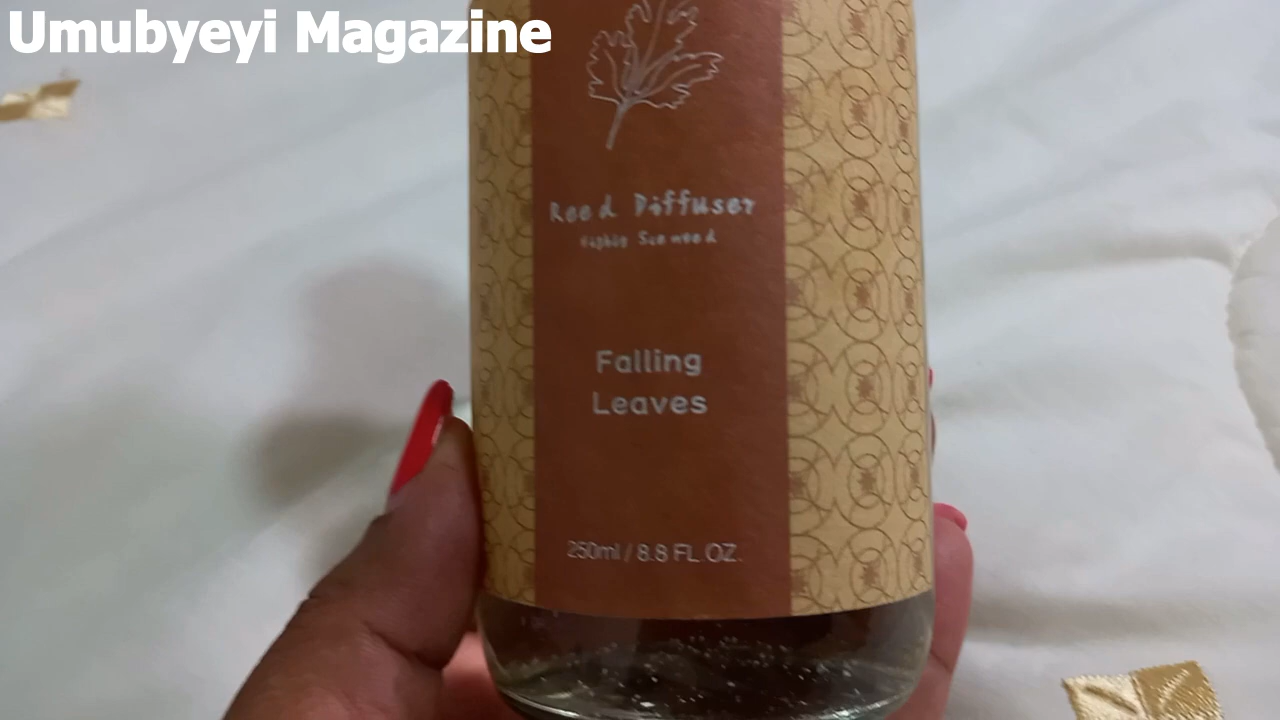 Umubyeyi Magazine
Reed Diffuser
Falling
Leaves
250ml / 8.8 FL. OZ.